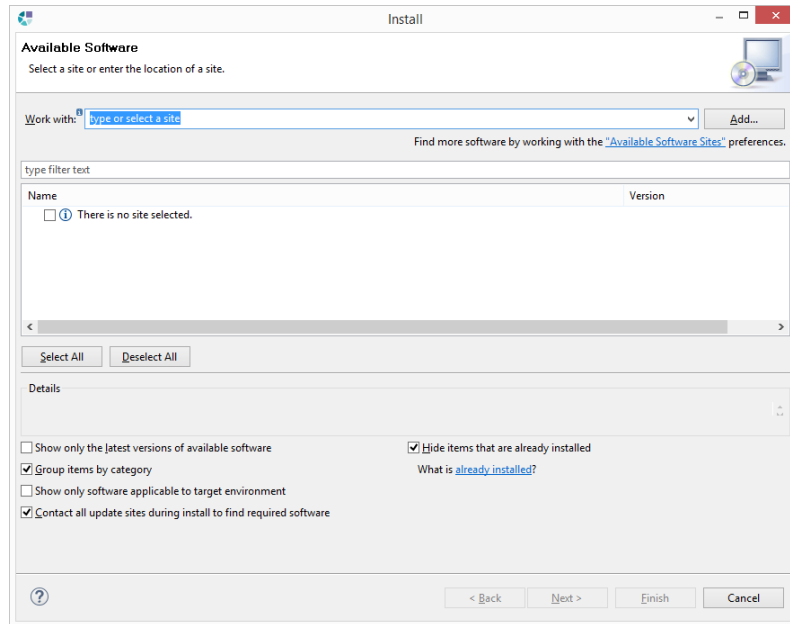 Install
Available Software
Select a site or enter the location of a site.
Work with: type or select a site Add...
Find more software by working with the "Available Software Sites" preferences.
type filter text
Name Version
There is no site selected.
Select All Deselect All
Details
Show only the latest versions of available software Hide items that are already installed
Group items by category What is already installed?
Show only software applicable to target environment
Contact all update sites during install to find required software
? < Back Next > Finish Cancel